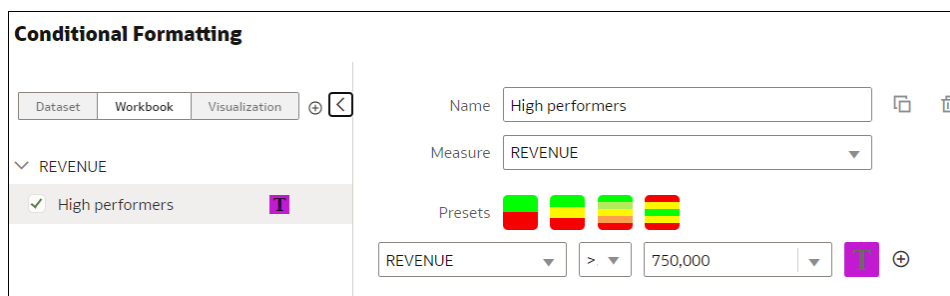 Conditional Formatting
Dataset Workbook Visualization
REVENUE
High performers T
Name High performers
Measure REVENUE
Presets
REVENUE > 750,000 T